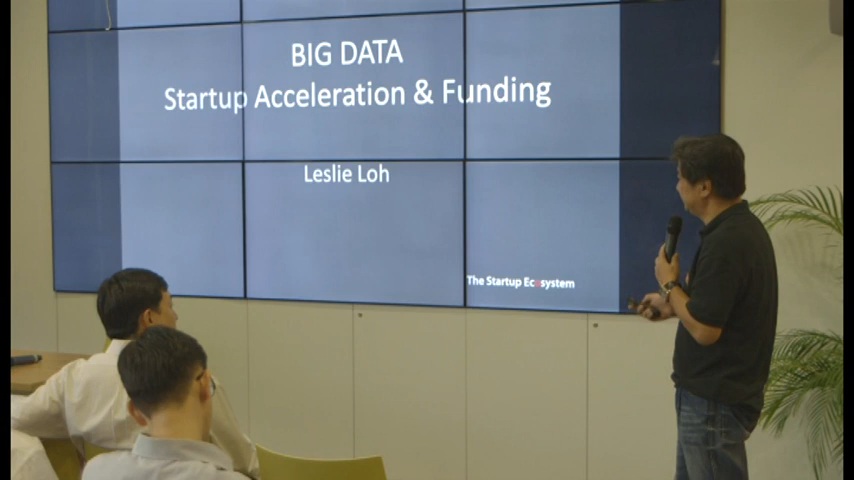 BIG DATA
Startup Acceleration & Funding
Leslie Loh
The Startup Ecosystem